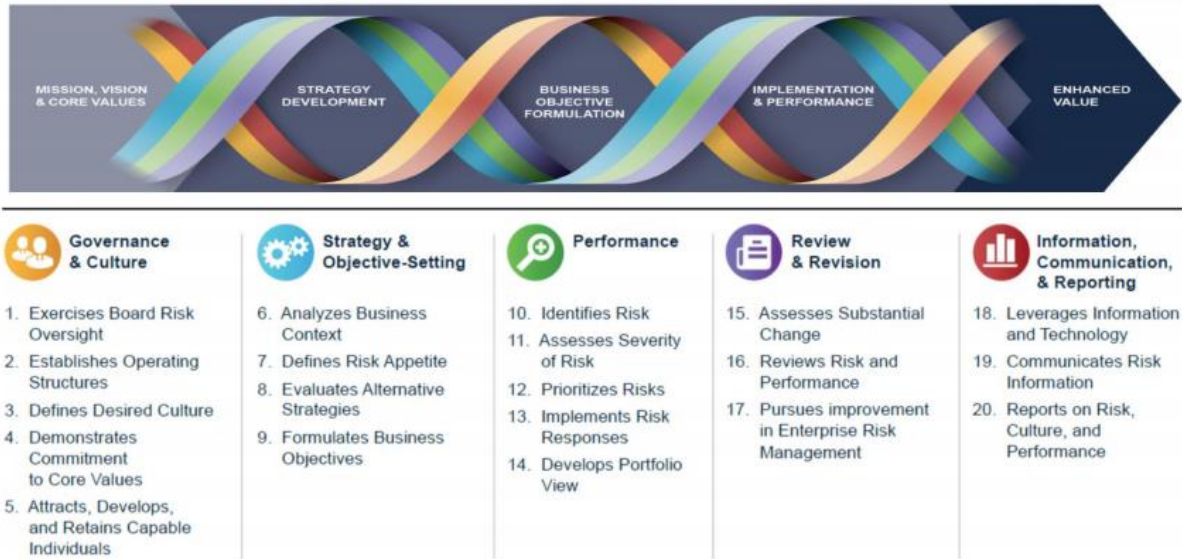 MISSION, VISION
& CORE VALUES
STRATEGY
DEVELOPMENT
BUSINESS
OBJECTIVE
FORMULATION
IMPLEMENTATION
& PERFORMANCE
ENHANCED
VALUE
Governance
& Culture
1. Exercises Board Risk
Oversight
2. Establishes Operating
Structures
3. Defines Desired Culture
4. Demonstrates
Commitment
to Core Values
5. Attracts, Develops,
and Retains Capable
Individuals
Strategy &
Objective-Setting
6. Analyzes Business
Context
7. Defines Risk Appetite
8. Evaluates Alternative
Strategies
9. Formulates Business
Objectives
Performance
10. Identifies Risk
11. Assesses Severity
of Risk
12. Prioritizes Risks
13. Implements Risk
Responses
14. Develops Portfolio
View
Review
& Revision
15. Assesses Substantial
Change
16. Reviews Risk and
Performance
17. Pursues improvement
in Enterprise Risk
Management
Information,
Communication,
& Reporting
18. Leverages Information
and Technology
19. Communicates Risk
Information
20. Reports on Risk,
Culture, and
Performance